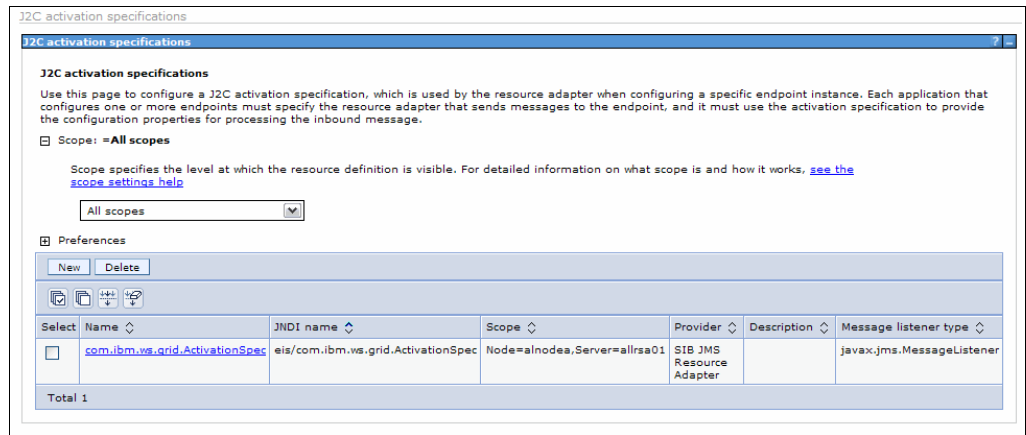 J2C activation specifications
J2C activation specifications ? -
J2C activation specifications
Use this page to configure a J2C activation specification, which is used by the resource adapter when configuring a specific endpoint instance. Each application that
configures one or more endpoints must specify the resource adapter that sends messages to the endpoint, and it must use the activation specification to provide
the configuration properties for processing the inbound message.
Scope: =All scopes
Scope specifies the level at which the resource definition is visible. For detailed information on what scope is and how it works, see the
scope settings help
All scopes
Preferences
New Delete
Select Name JNDI name Scope Provider Description Message listener type
com.ibm.ws.grid.ActivationSpec eis/com.ibm.ws.grid.ActivationSpec Node=alnodea,Server=allrsa01 SIB JMS javax.jms.MessageListener
Resource
Adapter
Total 1